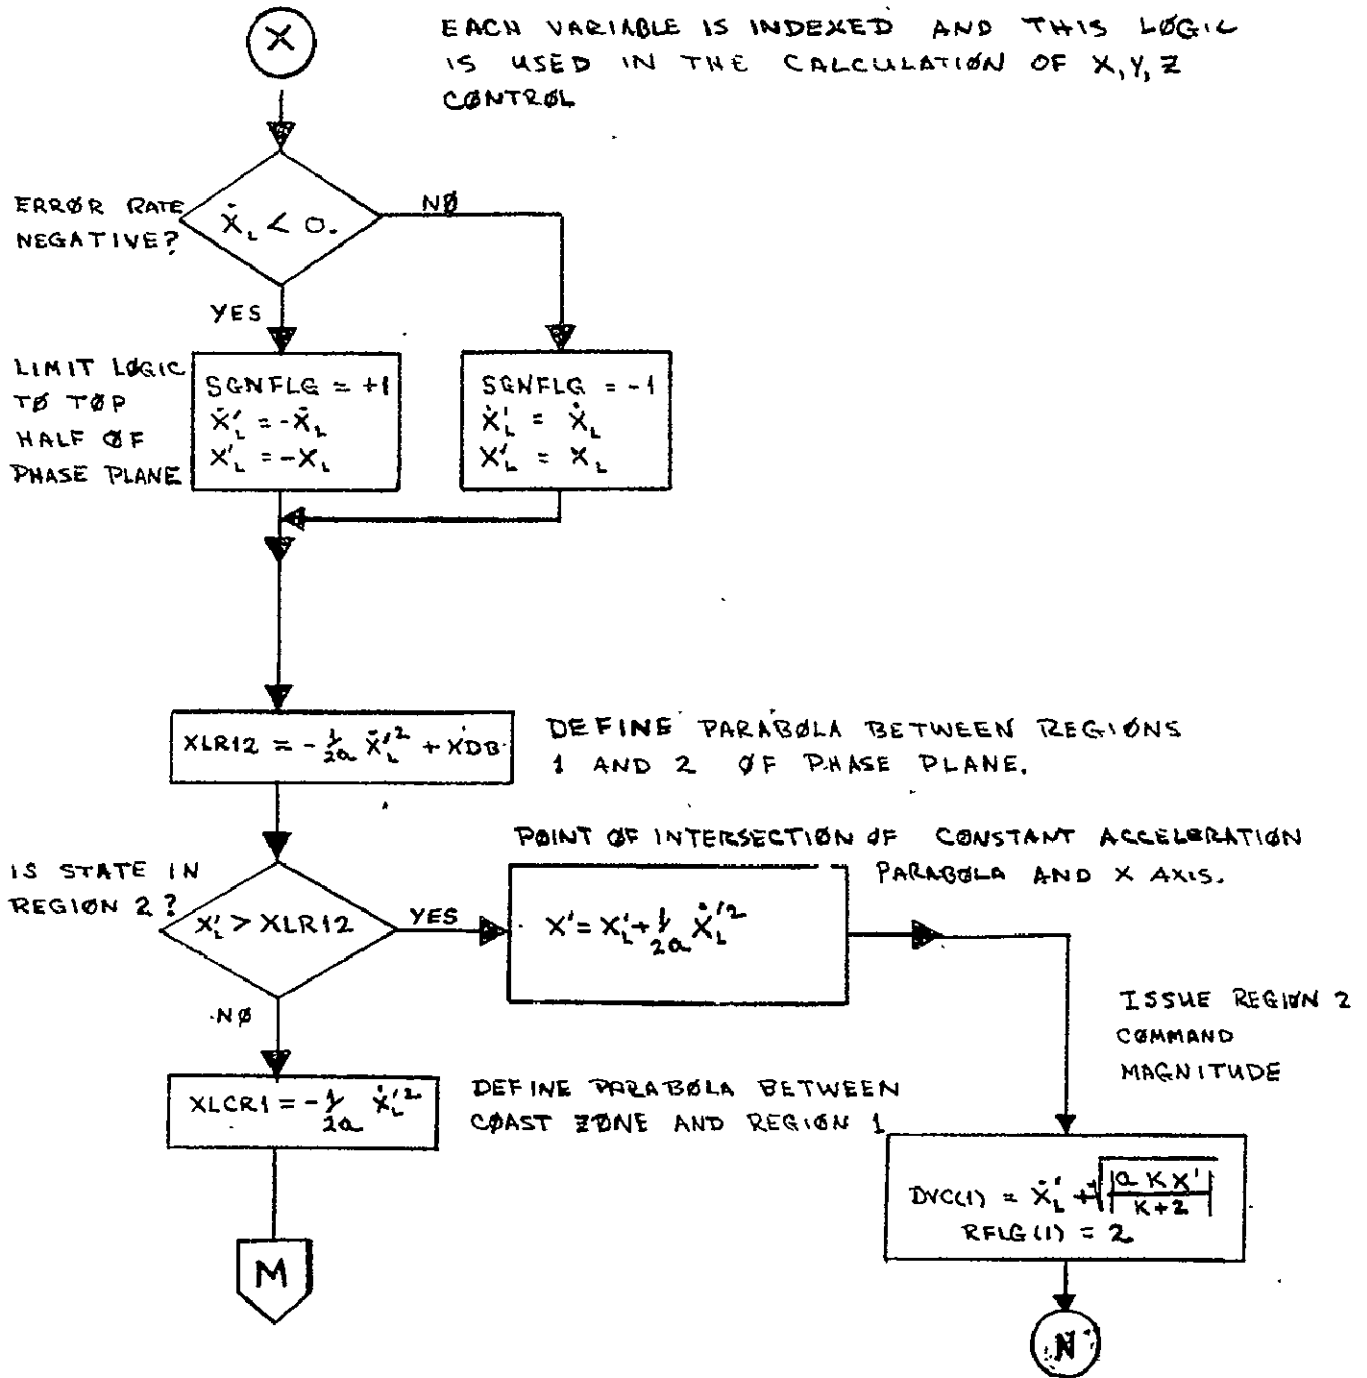 X
EACH VARIABLE IS INDEXED AND THIS LØGIC
IS USED IN THE CALCULATIØN OF X, Y, Z
CØNTRØL
ERRØR RATE
NEGATIVE?
Ẋ_L < 0.
NØ
YES
LIMIT LØGIC
TØ TØP
HALF ØF
PHASE PLANE
SGNFLG = +1
Ẋ'_L = -Ẋ_L
X'_L = -X_L
SGNFLG = -1
Ẋ'_L = Ẋ_L
X'_L = X_L
XLR12 = -1/2a Ẋ'_L² + XDB
DEFINE PARABØLA BETWEEN REGIØNS
1 AND 2 ØF PHASE PLANE.
IS STATE IN
REGIØN 2?
X'_L > XLR12
YES
NØ
PØINT ØF INTERSECTIØN ØF CØNSTANT ACCELERATIØN
PARABØLA AND X AXIS.
X' = X'_L + 1/2a Ẋ'_L²
ISSUE REGIØN 2
CØMMAND
MAGNITUDE
XLCR1 = -1/2a Ẋ'_L²
DEFINE PARABØLA BETWEEN
CØAST ZØNE AND REGIØN 1
DVC(1) = Ẋ'_L + √|a K X' / K+2|
RFLG(1) = 2
M
N